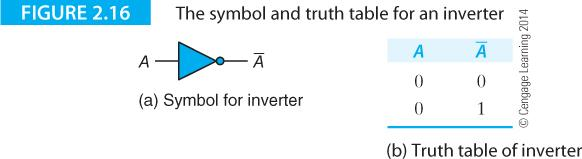 FIGURE 2.16 The symbol and truth table for an inverter
A A̅
(a) Symbol for inverter
A A̅
0 0
0 1
(b) Truth table of inverter
© Cengage Learning 2014